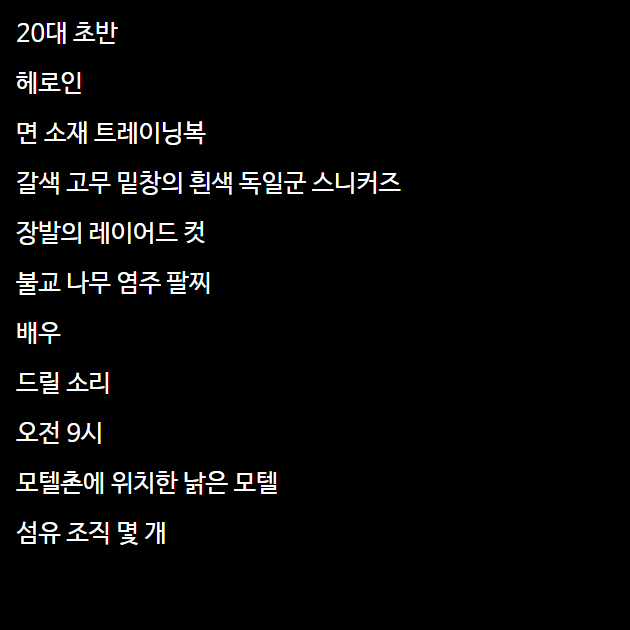 20대 초반
헤로인
면 소재 트레이닝복
갈색 고무 밑창의 흰색 독일군 스니커즈
장발의 레이어드 컷
불교 나무 염주 팔찌
배우
드릴 소리
오전 9시
모텔촌에 위치한 낡은 모텔
섬유 조직 몇 개